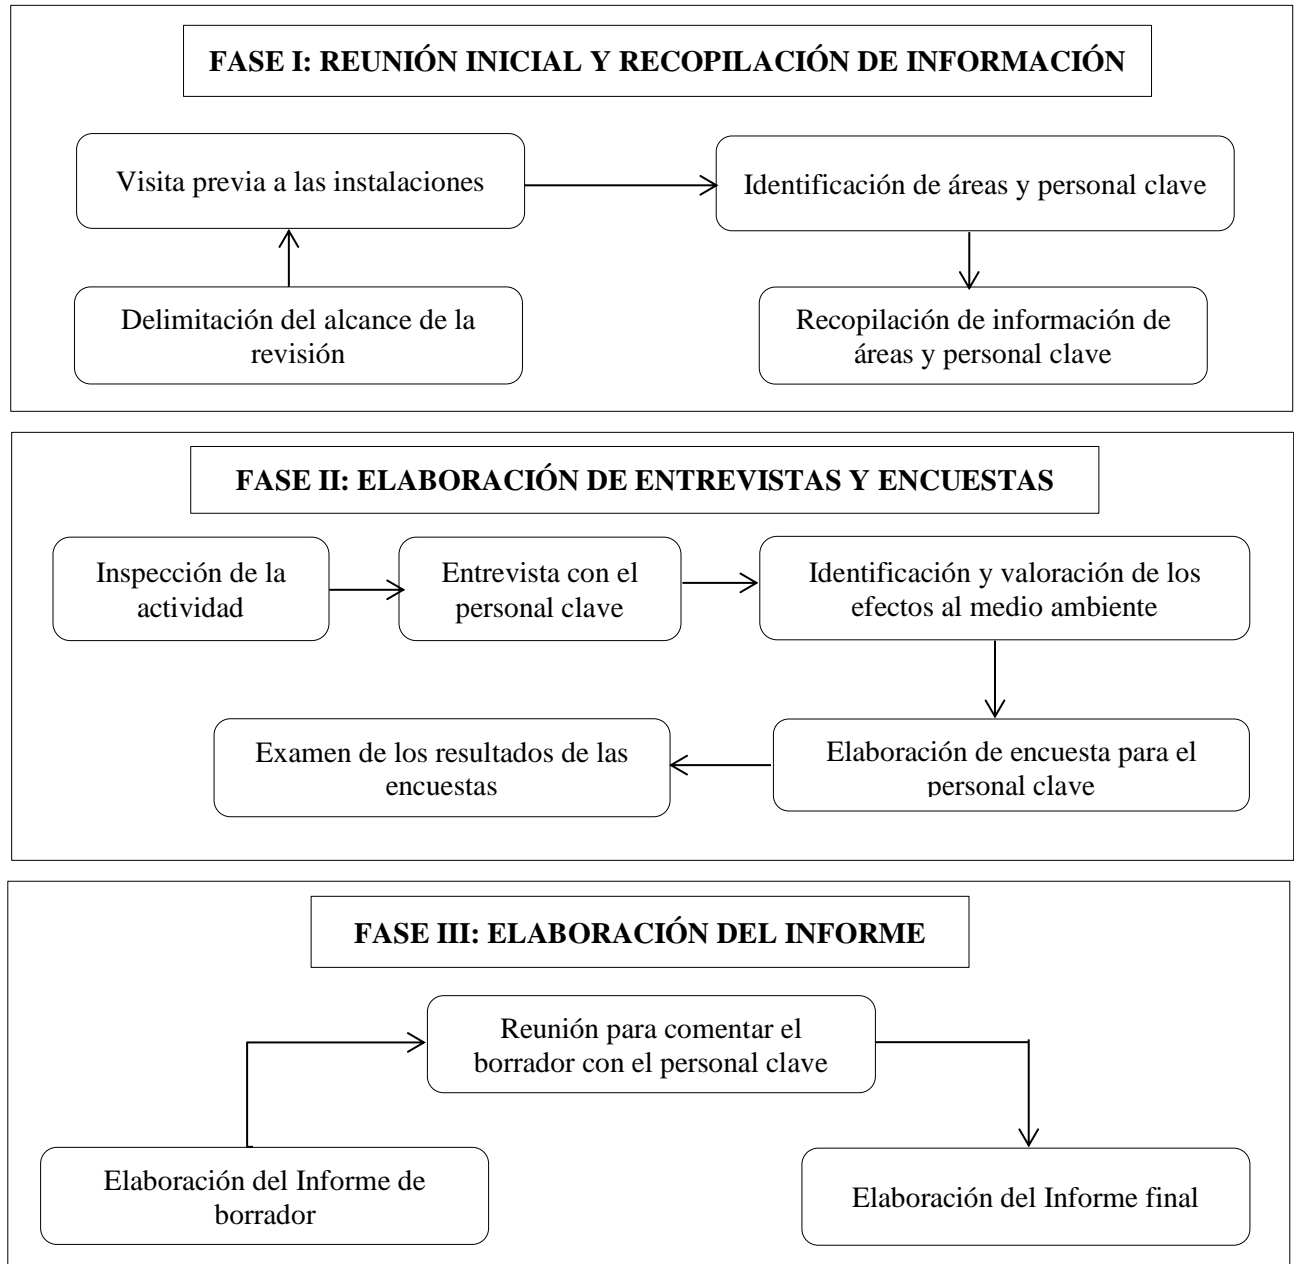 FASE I: REUNIÓN INICIAL Y RECOPILACIÓN DE INFORMACIÓN
Visita previa a las instalaciones
Identificación de áreas y personal clave
Delimitación del alcance de la
revisión
Recopilación de información de
áreas y personal clave
FASE II: ELABORACIÓN DE ENTREVISTAS Y ENCUESTAS
Inspección de la
actividad
Entrevista con el
personal clave
Identificación y valoración de los
efectos al medio ambiente
Examen de los resultados de las
encuestas
Elaboración de encuesta para el
personal clave
FASE III: ELABORACIÓN DEL INFORME
Reunión para comentar el
borrador con el personal clave
Elaboración del Informe de
borrador
Elaboración del Informe final